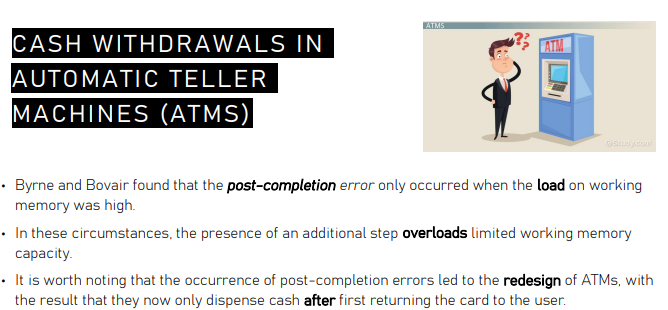 ATMS
CASH WITHDRAWALS IN
AUTOMATIC TELLER
MACHINES (ATMS)
??
?
ATM
• Byrne and Bovair found that the post-completion error only occurred when the load on working
memory was high.
• In these circumstances, the presence of an additional step overloads limited working memory
capacity.
• It is worth noting that the occurrence of post-completion errors led to the redesign of ATMs, with
the result that they now only dispense cash after first returning the card to the user.